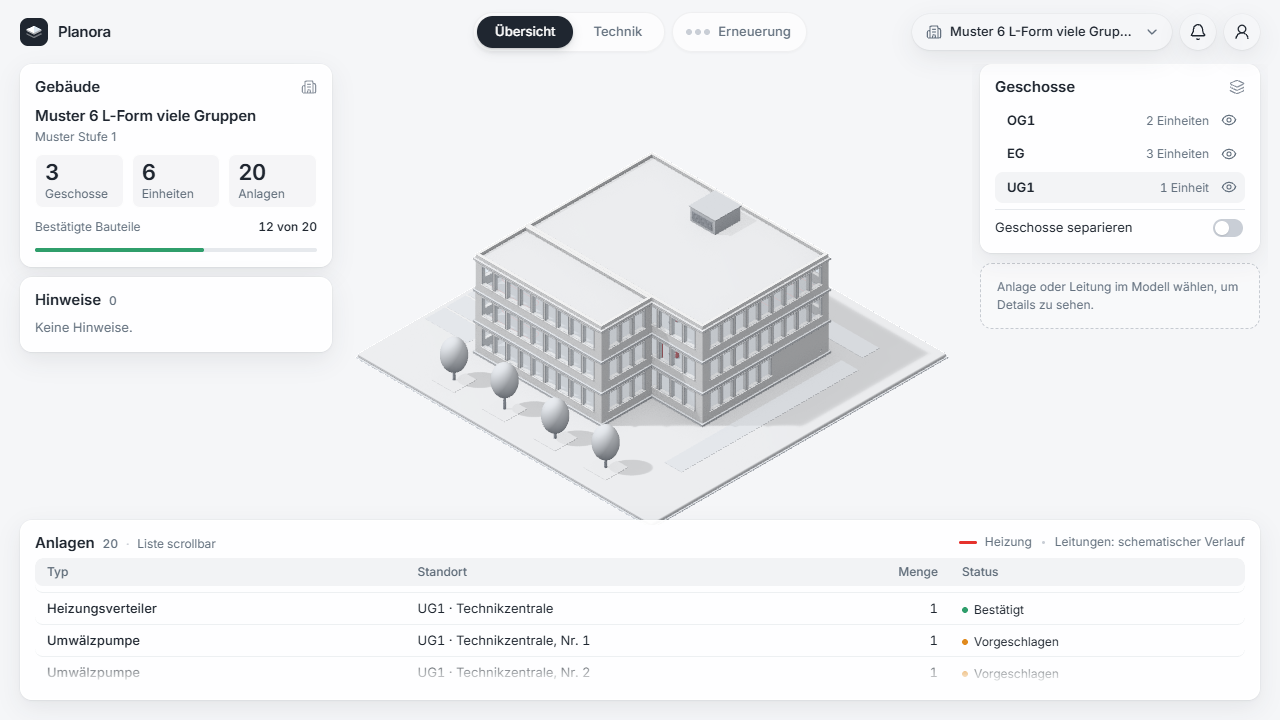 Planora
Übersicht
Technik
Erneuerung
Muster 6 L-Form viele Grup...
Gebäude
Muster 6 L-Form viele Gruppen
Muster Stufe 1
3
Geschosse
6
Einheiten
20
Anlagen
Bestätigte Bauteile
12 von 20
Hinweise 0
Keine Hinweise.
Geschosse
OG1 2 Einheiten
EG 3 Einheiten
UG1 1 Einheit
Geschosse separieren
Anlage oder Leitung im Modell wählen, um
Details zu sehen.
Anlagen 20 · Liste scrollbar
Heizung · Leitungen: schematischer Verlauf
Typ Standort Menge Status
Heizungsverteiler UG1 · Technikzentrale 1 Bestätigt
Umwälzpumpe UG1 · Technikzentrale, Nr. 1 1 Vorgeschlagen
Umwälzpumpe UG1 · Technikzentrale, Nr. 2 1 Vorgeschlagen